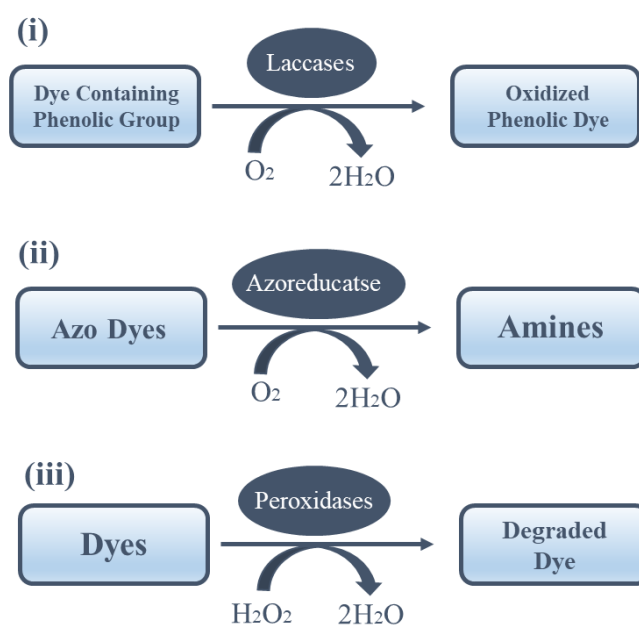 (i)
Laccases
Dye Containing
Phenolic Group
Oxidized
Phenolic Dye
O₂
2H₂O
(ii)
Azoreducatse
Azo Dyes
Amines
O₂
2H₂O
(iii)
Peroxidases
Dyes
Degraded
Dye
H₂O₂
2H₂O